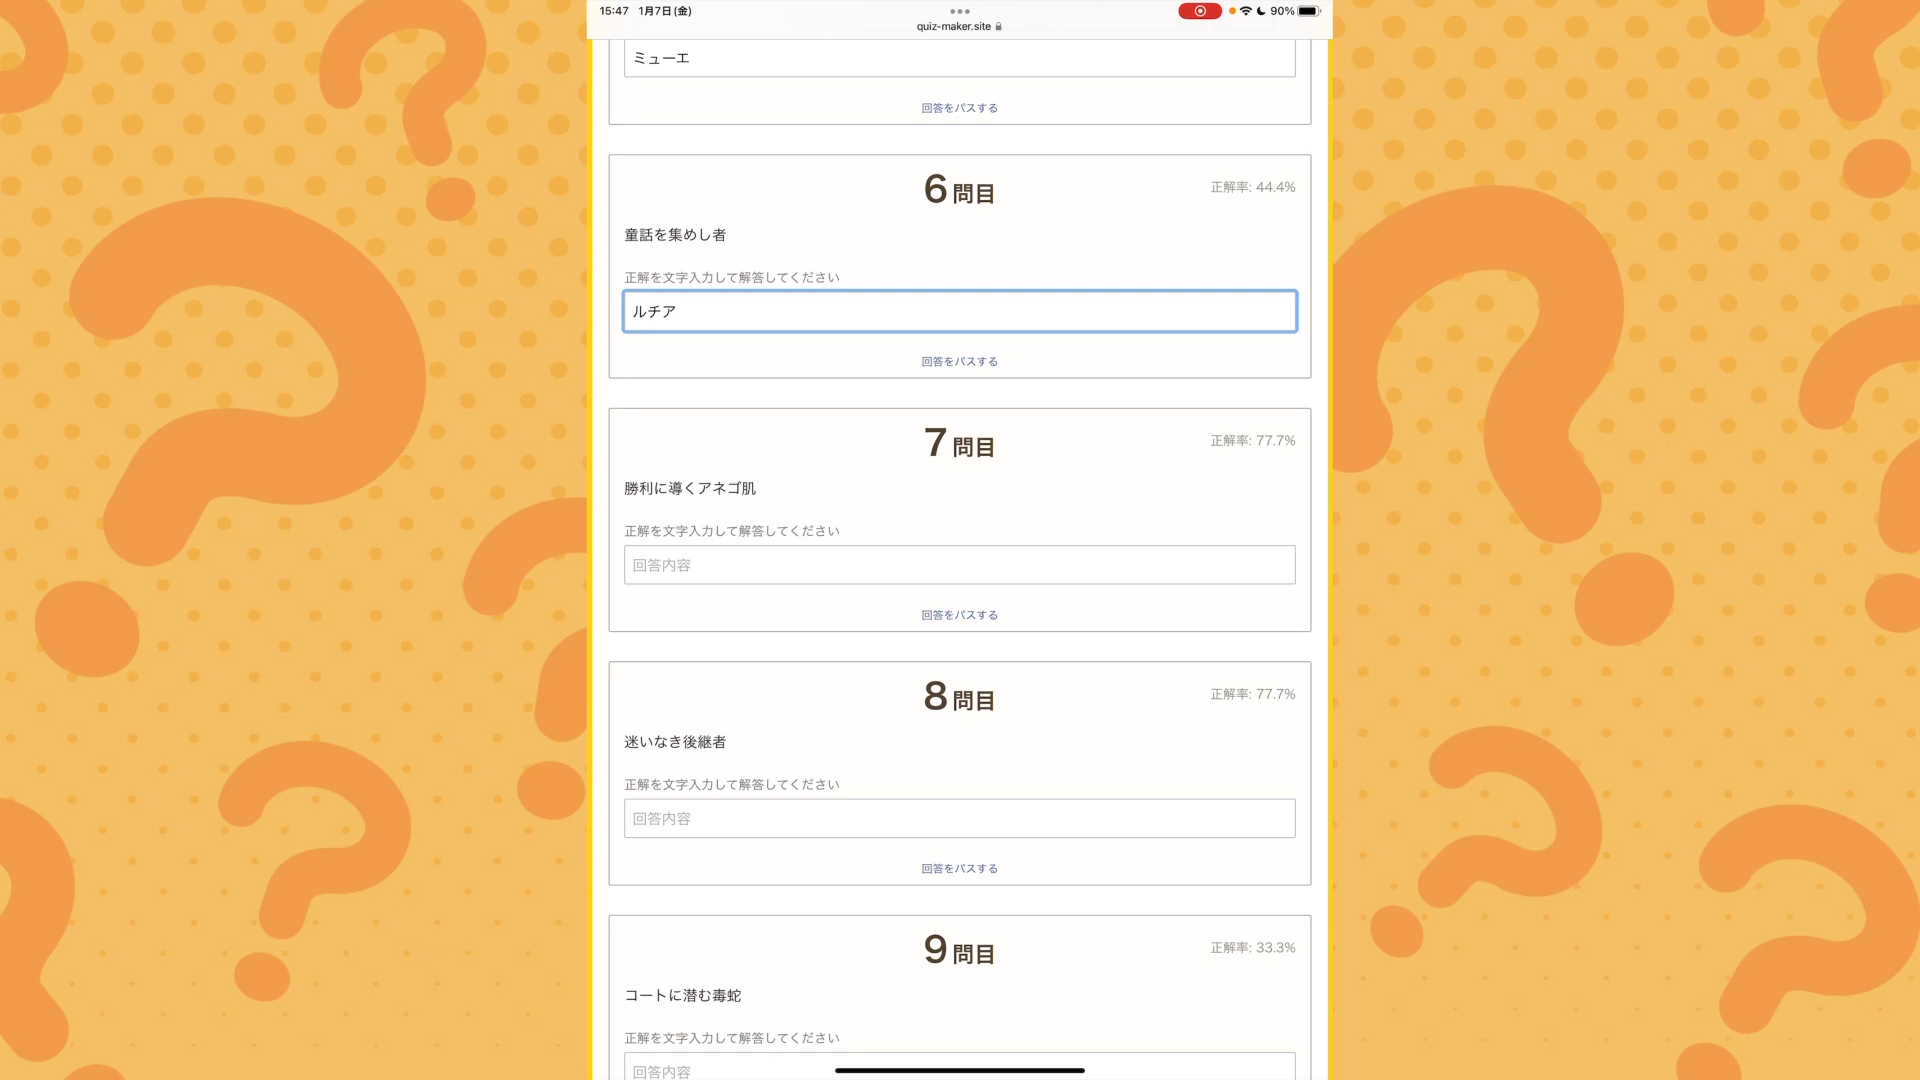 15:47 1月7日(金)
90%
quiz-maker.site
ミューエ
回答をパスする
6問目
正解率: 44.4%
童話を集めし者
正解を文字入力して解答してください
ルチア
回答をパスする
7問目
正解率: 77.7%
勝利に導くアネゴ肌
正解を文字入力して解答してください
回答内容
回答をパスする
8問目
正解率: 77.7%
迷いなき後継者
正解を文字入力して解答してください
回答内容
回答をパスする
9問目
正解率: 33.3%
コートに潜む毒蛇
正解を文字入力して解答してください
回答内容